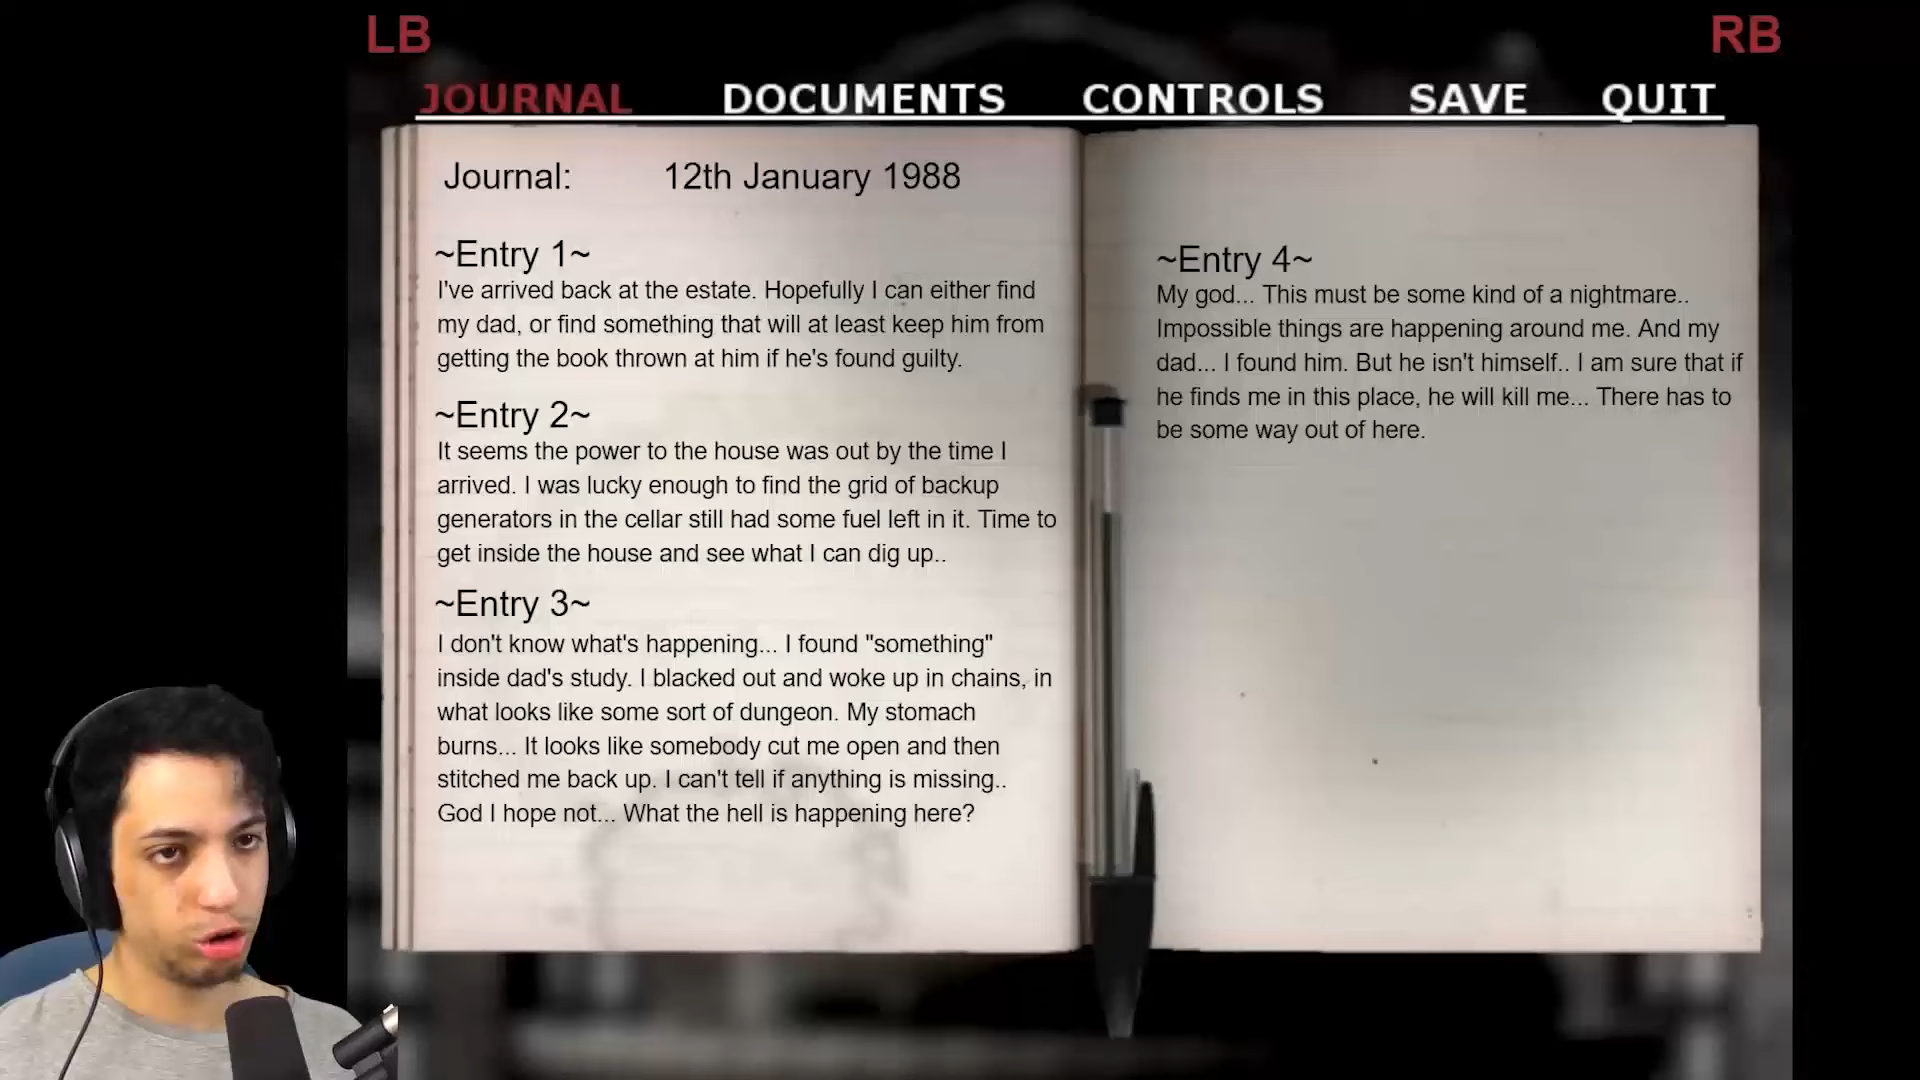 LB
RB
JOURNAL DOCUMENTS CONTROLS SAVE QUIT
Journal: 12th January 1988
~Entry 1~
I've arrived back at the estate. Hopefully I can either find
my dad, or find something that will at least keep him from
getting the book thrown at him if he's found guilty.
~Entry 2~
It seems the power to the house was out by the time I
arrived. I was lucky enough to find the grid of backup
generators in the cellar still had some fuel left in it. Time to
get inside the house and see what I can dig up..
~Entry 3~
I don't know what's happening... I found "something"
inside dad's study. I blacked out and woke up in chains, in
what looks like some sort of dungeon. My stomach
burns... It looks like somebody cut me open and then
stitched me back up. I can't tell if anything is missing..
God I hope not... What the hell is happening here?
~Entry 4~
My god... This must be some kind of a nightmare..
Impossible things are happening around me. And my
dad... I found him. But he isn't himself.. I am sure that if
he finds me in this place, he will kill me... There has to
be some way out of here.